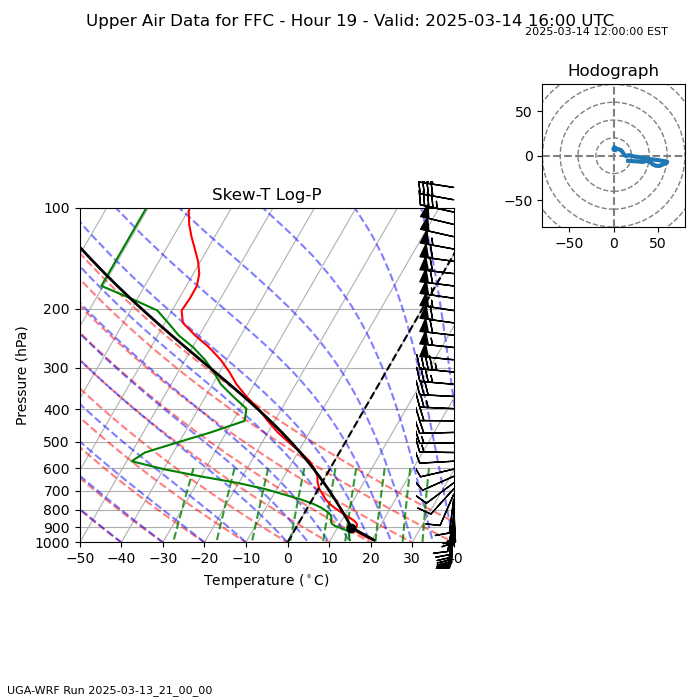 Upper Air Data for FFC - Hour 19 - Valid: 2025-03-14 16:00 UTC
2025-03-14 12:00:00 EST
Hodograph
50
0
−50
−50 0 50
Skew-T Log-P
100
200
300
400
500
600
700
800
900
1000
Pressure (hPa)
−50 −40 −30 −20 −10 0 10 20 30
Temperature (°C)
UGA-WRF Run 2025-03-13_21_00_00